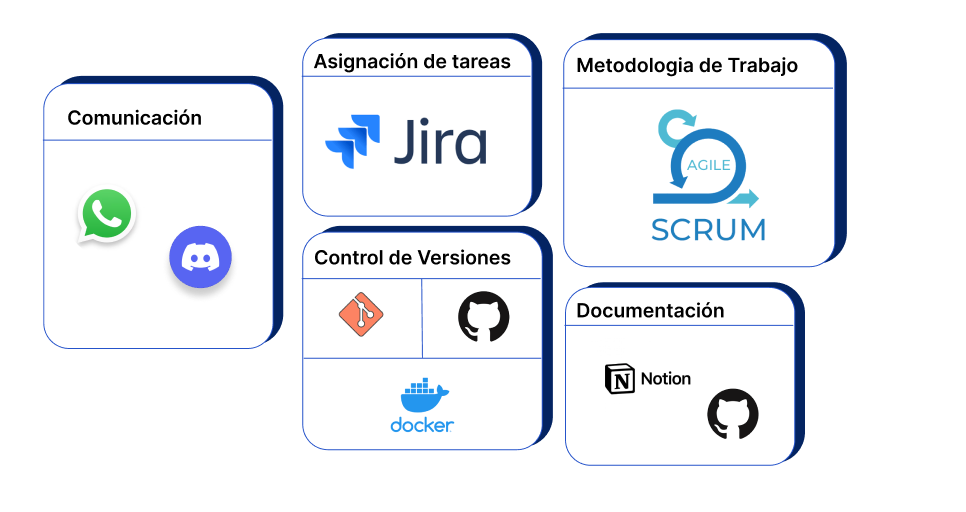 Comunicación
Asignación de tareas
Jira
Control de Versiones
docker
Metodologia de Trabajo
AGILE
SCRUM
Documentación
N Notion